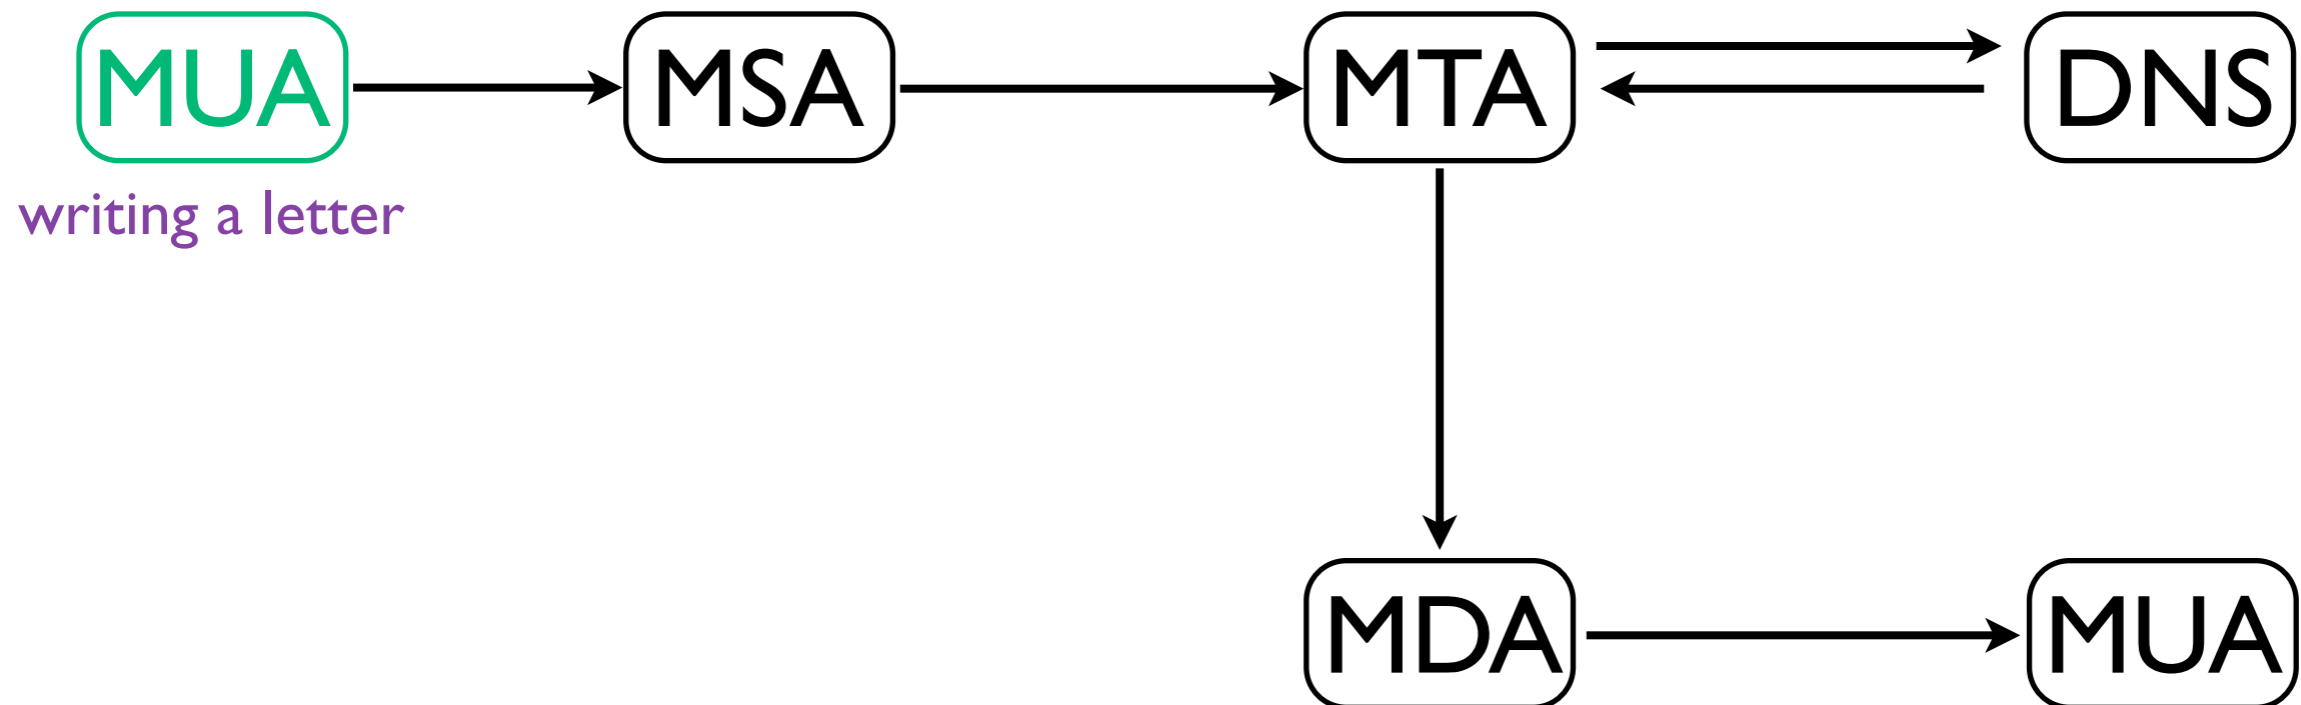 MUA
MSA
MTA
DNS
writing a letter
MDA
MUA